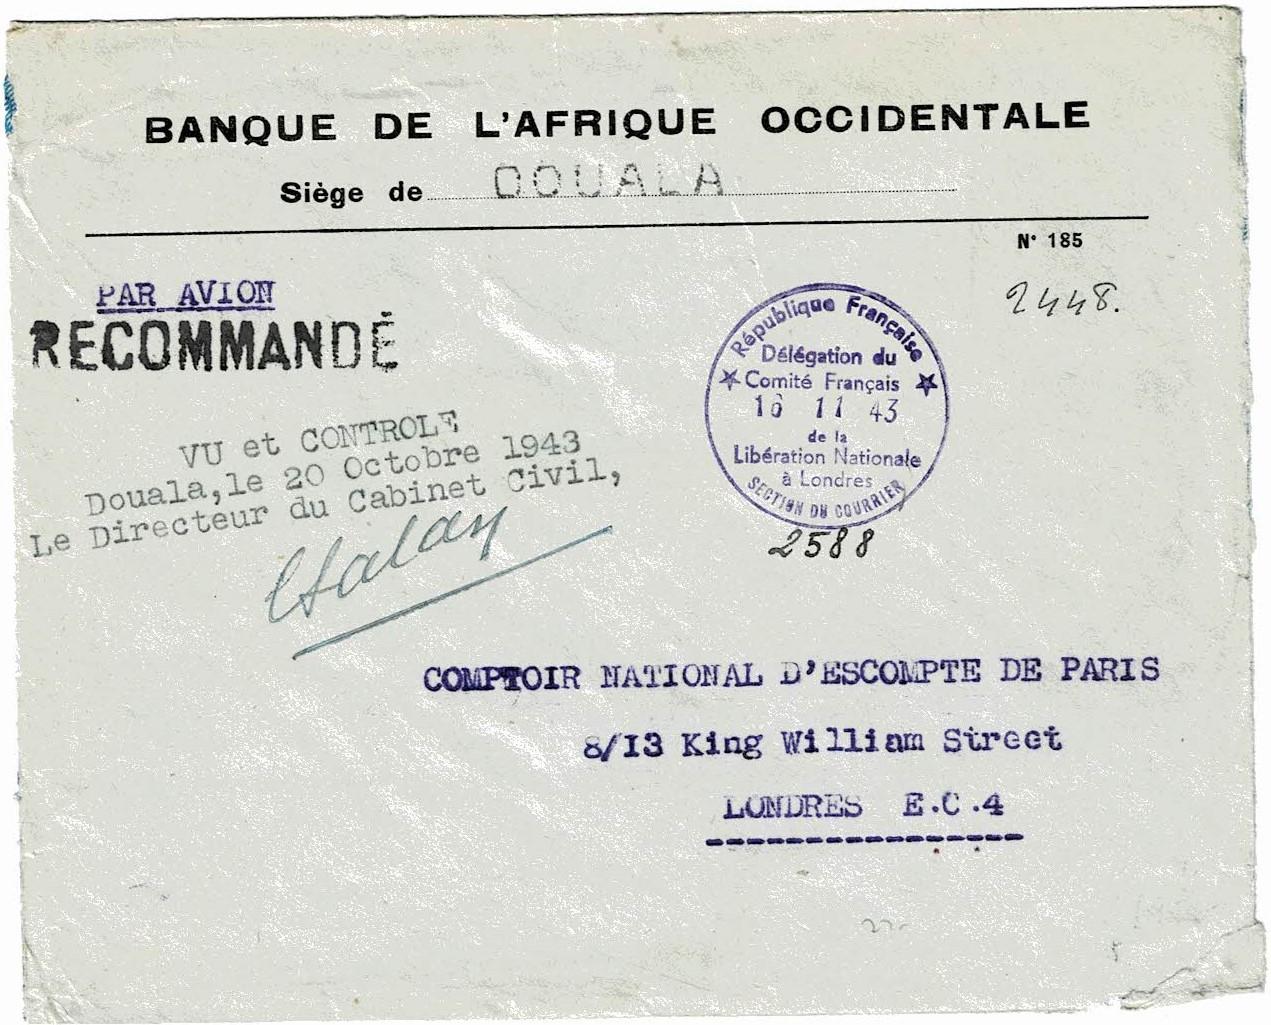 BANQUE DE L'AFRIQUE OCCIDENTALE
Siège de DOUALA
N° 185
2448.
PAR AVION
RECOMMANDÉ
République Française
Délégation du
Comité Français
16 11 43
de la
Libération Nationale
à Londres
SECTION DU COURRIER
2588
VU et CONTROLE
Douala, le 20 Octobre 1943
Le Directeur du Cabinet Civil,
COMPTOIR NATIONAL D'ESCOMPTE DE PARIS
8/13 King William Street
LONDRES E.C.4